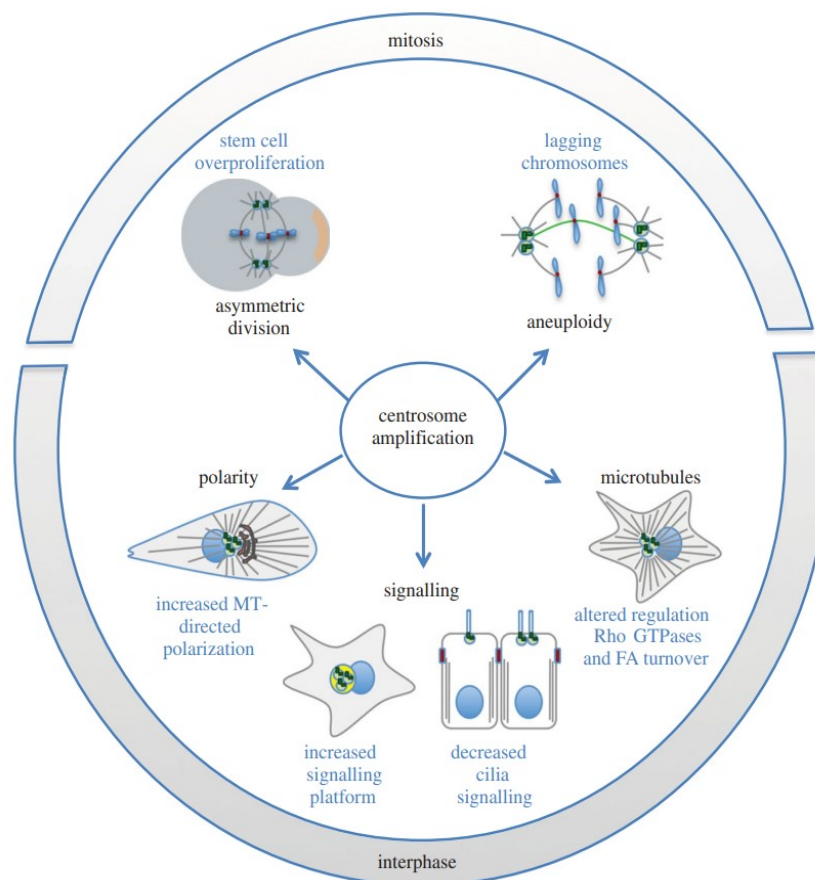 mitosis
stem cell
overproliferation
asymmetric
division
lagging
chromosomes
aneuploidy
centrosome
amplification
polarity
increased MT-
directed
polarization
signalling
increased
signalling
platform
decreased
cilia
signalling
microtubules
altered regulation
Rho GTPases
and FA turnover
interphase